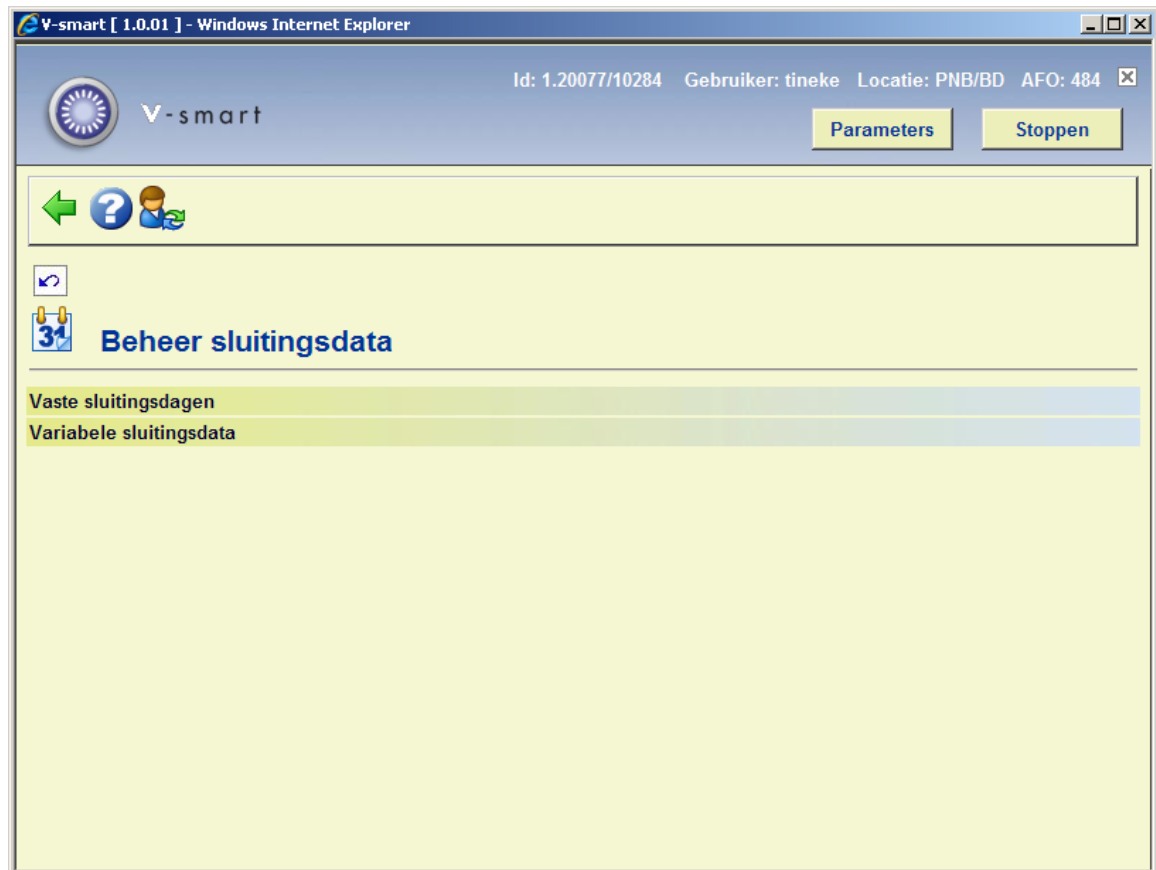 V-smart [ 1.0.01 ] - Windows Internet Explorer
Id: 1.20077/10284 Gebruiker: tineke Locatie: PNB/BD AFO: 484
V-smart
Parameters Stoppen
31
Beheer sluitingsdata
Vaste sluitingsdagen
Variabele sluitingsdata